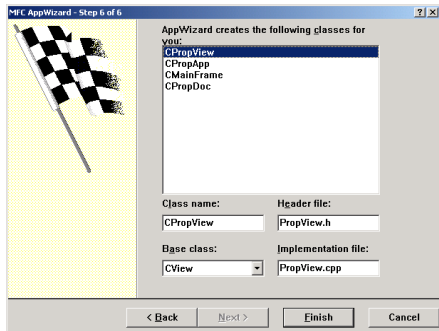 MFC AppWizard - Step 6 of 6
? ×
AppWizard creates the following classes for
you:
CPropView
CPropApp
CMainFrame
CPropDoc
Class name:
Header file:
CPropView
PropView.h
Base class:
Implementation file:
CView
PropView.cpp
< Back
Next >
Finish
Cancel